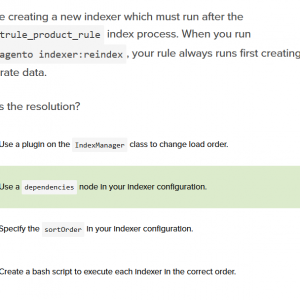 e creating a new indexer which must run after the
trule_product_rule index process. When you run
agento indexer:reindex , your rule always runs first creating
rate data.
s the resolution?
Use a plugin on the IndexManager class to change load order.
Use a dependencies node in your indexer configuration.
Specify the sortOrder in your indexer configuration.
Create a bash script to execute each indexer in the correct order.